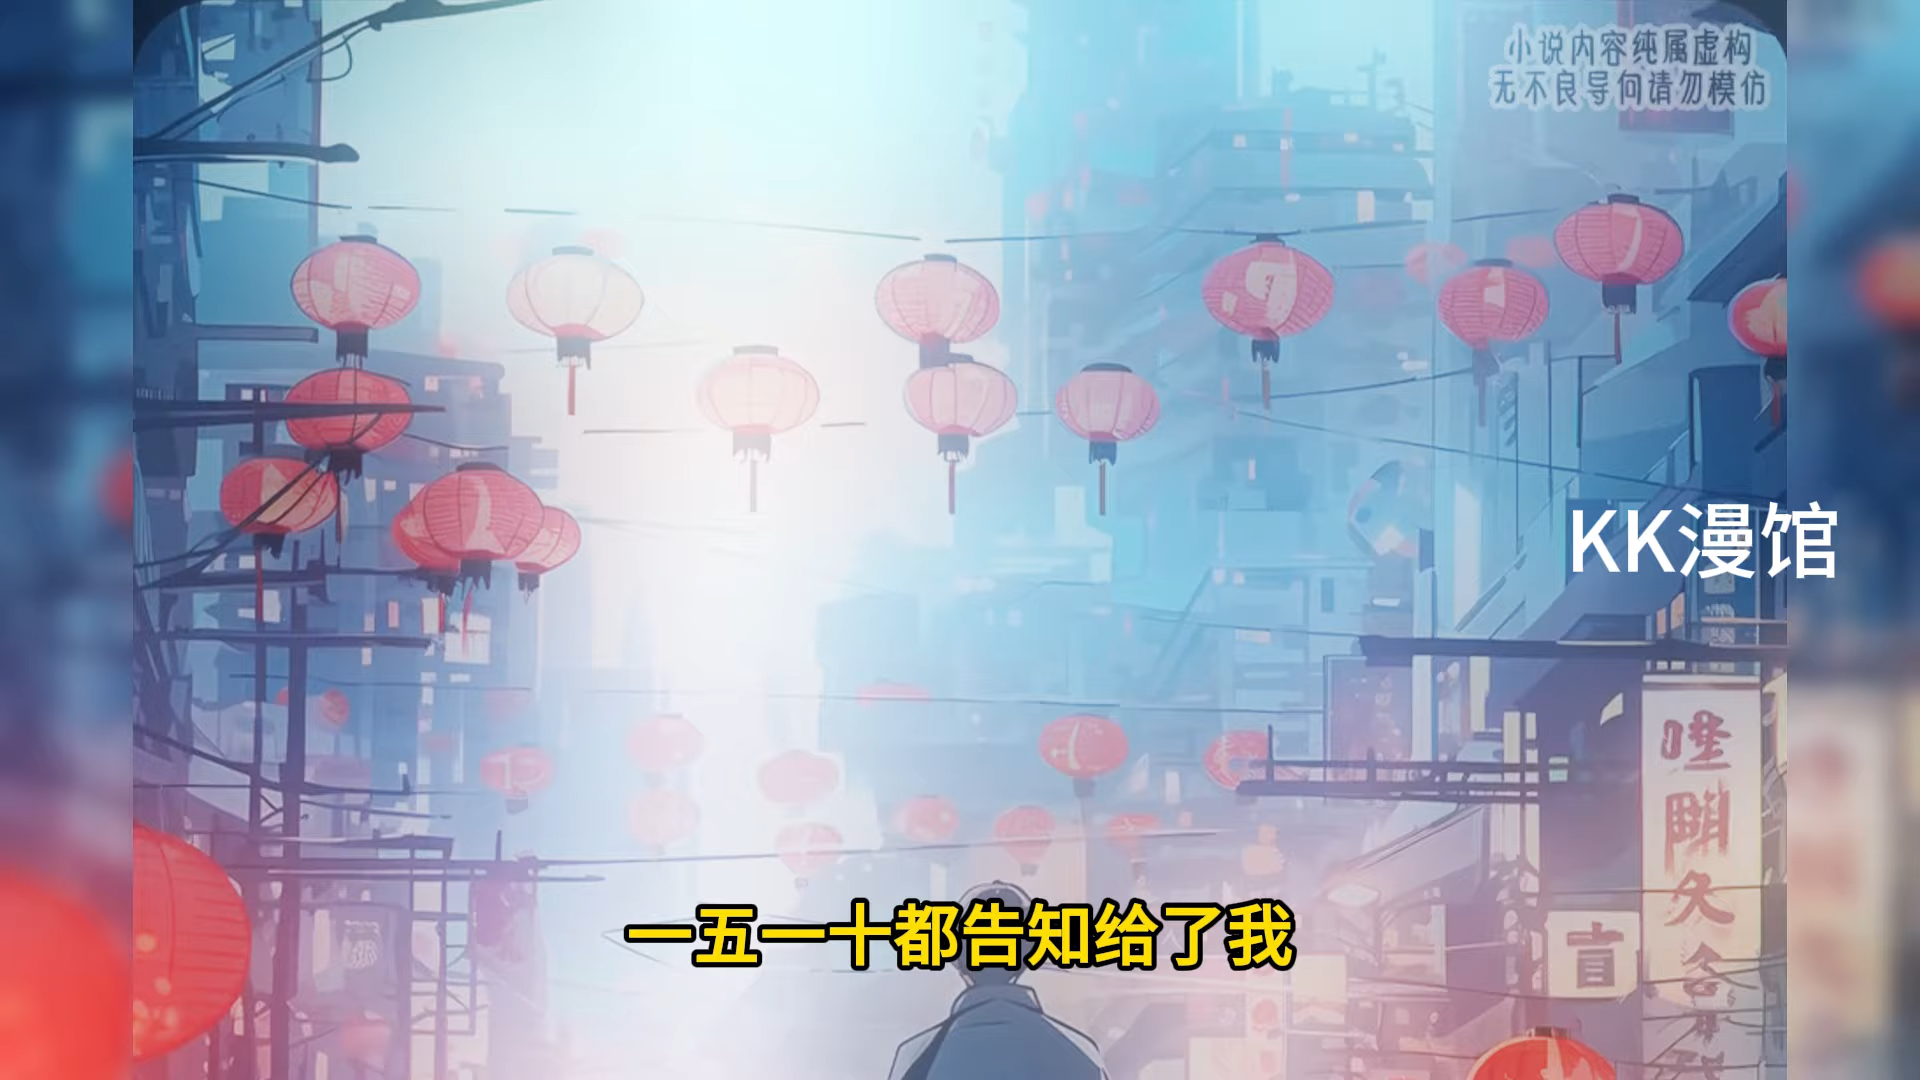 小说内容纯属虚构
无不良导向请勿模仿
KK漫馆
盲
一五一十都告知给了我